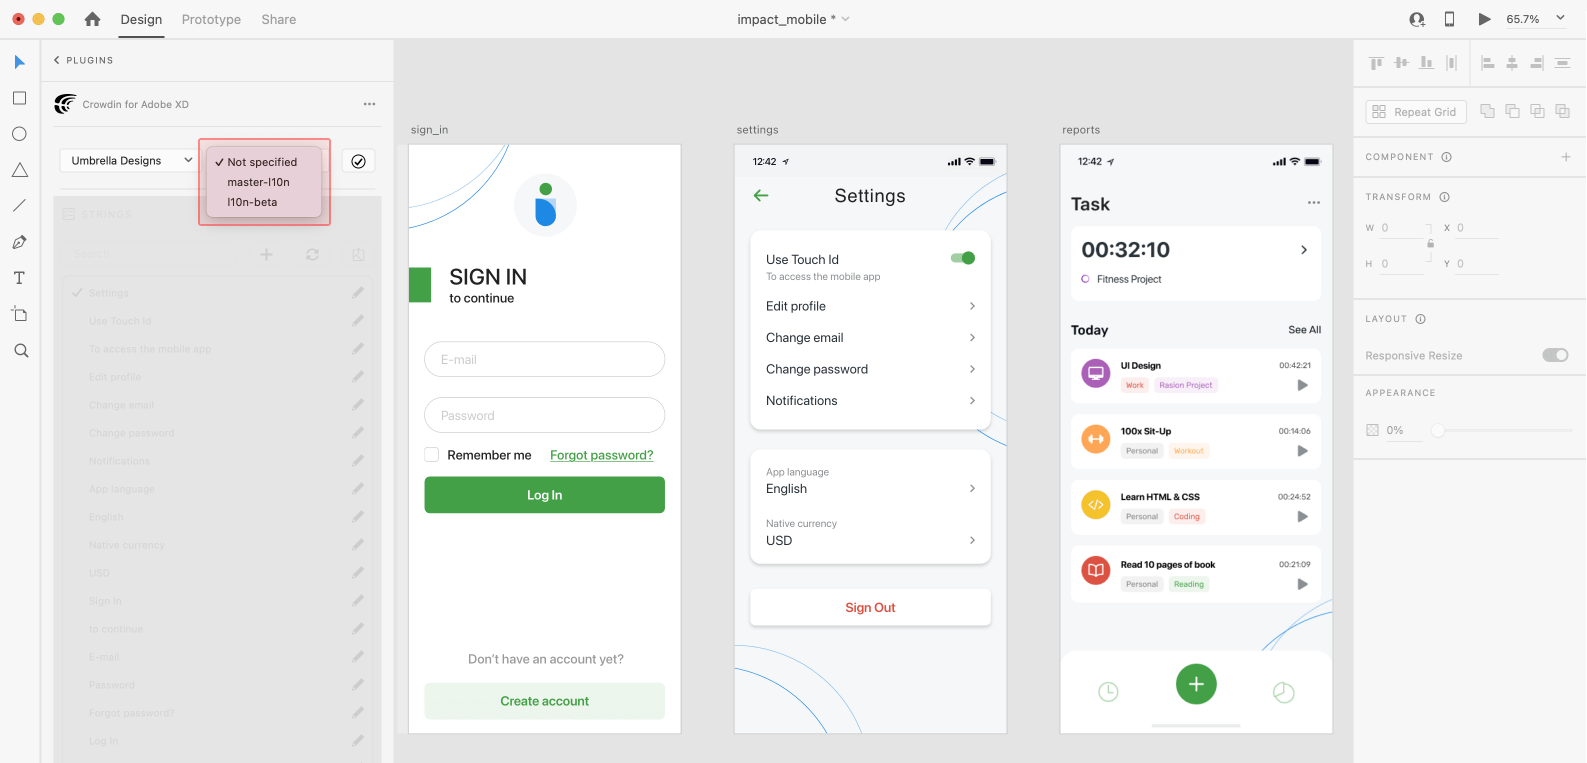 Design
Prototype
Share
impact_mobile *
65.7%
PLUGINS
Crowdin for Adobe XD
Umbrella Designs
✓ Not specified
master-l10n
l10n-beta
STRINGS
Search
Settings
Use Touch Id
To access the mobile app
Edit profile
Change email
Change password
Notifications
App language
English
Native currency
USD
Sign In
to continue
E-mail
Password
Forgot password?
Log In
sign_in
SIGN IN
to continue
E-mail
Password
Remember me
Forgot password?
Log In
Don't have an account yet?
Create account
settings
12:42
Settings
Use Touch Id
To access the mobile app
Edit profile
Change email
Change password
Notifications
App language
English
Native currency
USD
Sign Out
reports
12:42
Task
00:32:10
Fitness Project
Today
See All
UI Design
00:42:21
Work
Rasion Project
100x Sit-Up
00:14:06
Personal
Workout
Learn HTML & CSS
00:24:52
Personal
Coding
Read 10 pages of book
00:21:09
Personal
Reading
Repeat Grid
COMPONENT
TRANSFORM
W 0
X 0
H 0
Y 0
LAYOUT
Responsive Resize
APPEARANCE
0%